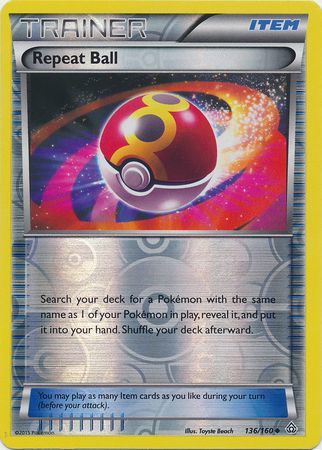 TRAINER
ITEM
Repeat Ball
Search your deck for a Pokémon with the same
name as 1 of your Pokémon in play, reveal it, and put
it into your hand. Shuffle your deck afterward.
You may play as many Item cards as you like during your turn
(before your attack).
©2015 Pokémon
Illus. Toyste Beach
136/160